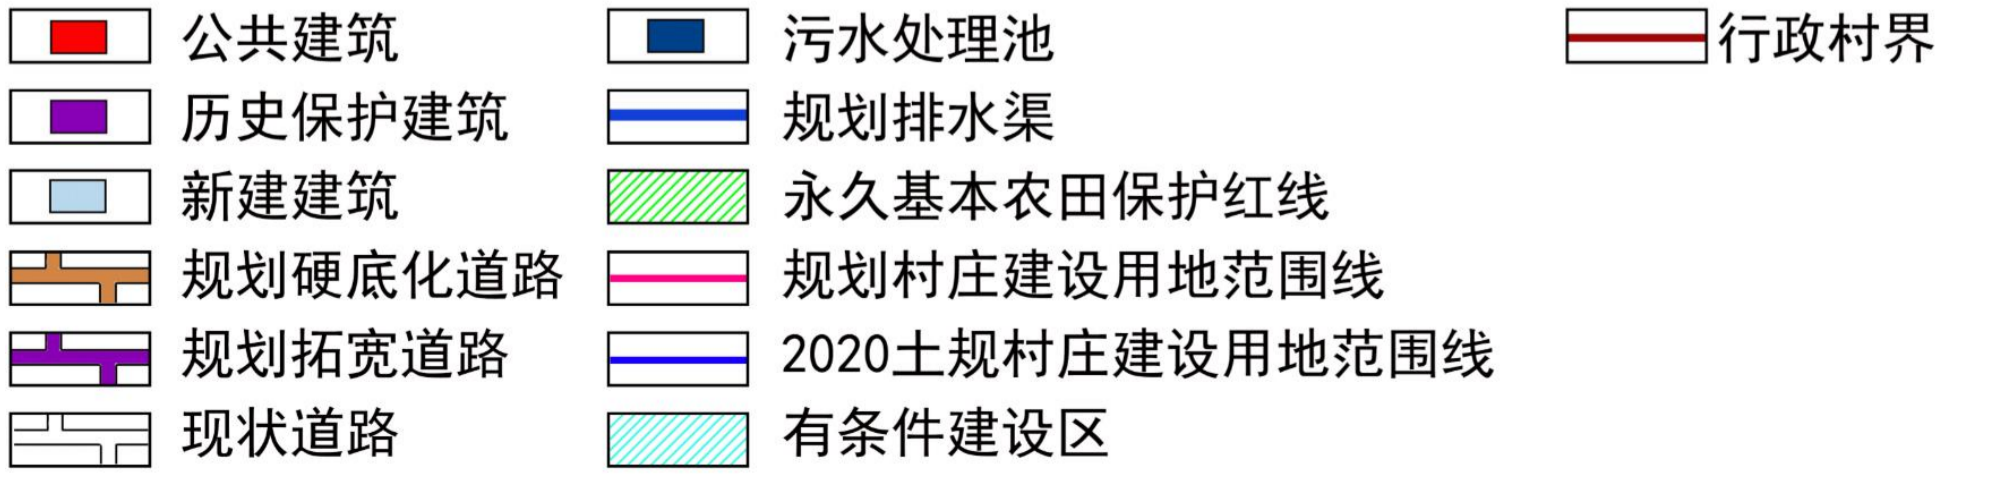 公共建筑
历史保护建筑
新建建筑
规划硬底化道路
规划拓宽道路
现状道路
污水处理池
规划排水渠
永久基本农田保护红线
规划村庄建设用地范围线
2020土规村庄建设用地范围线
有条件建设区
行政村界